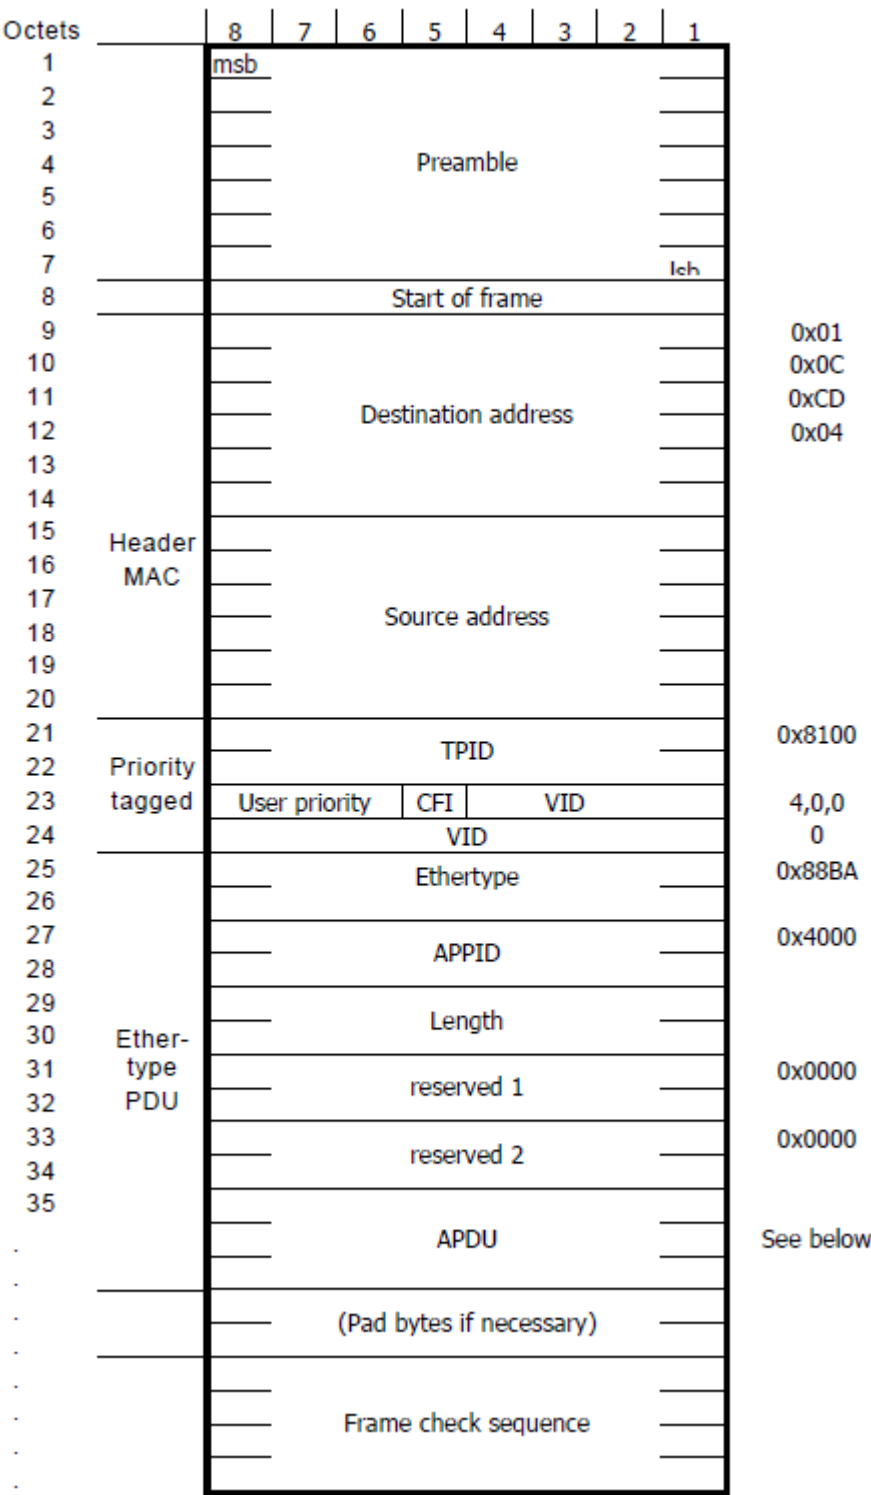 Octets 8 7 6 5 4 3 2 1
1 msb
2
3
4 Preamble
5
6
7 lsb
8 Start of frame
9 0x01
10 0x0C
11 0xCD
Destination address
12 0x04
13
14
15
Header
16
MAC
17
Source address
18
19
20
21 0x8100
TPID
22 Priority
23 tagged User priority CFI VID 4,0,0
24 VID 0
25 Ethertype 0x88BA
26
27 0x4000
APPID
28
29
Length
30 Ether-
31 type 0x0000
reserved 1
32 PDU
33 0x0000
reserved 2
34
35
. APDU See below
.
. (Pad bytes if necessary)
.
.
. Frame check sequence
.
.